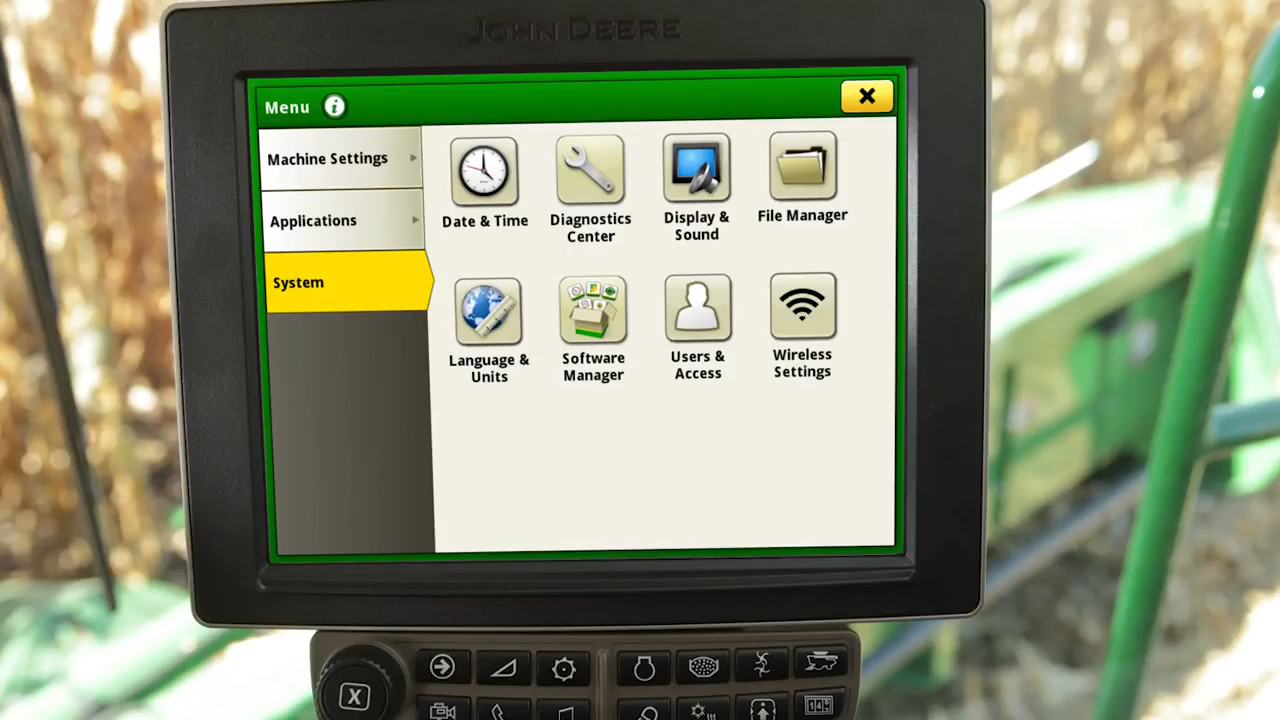 JOHN DEERE
Menu
Machine Settings
Applications
System
Date & Time
Diagnostics
Center
Display &
Sound
File Manager
Language &
Units
Software
Manager
Users &
Access
Wireless
Settings
X